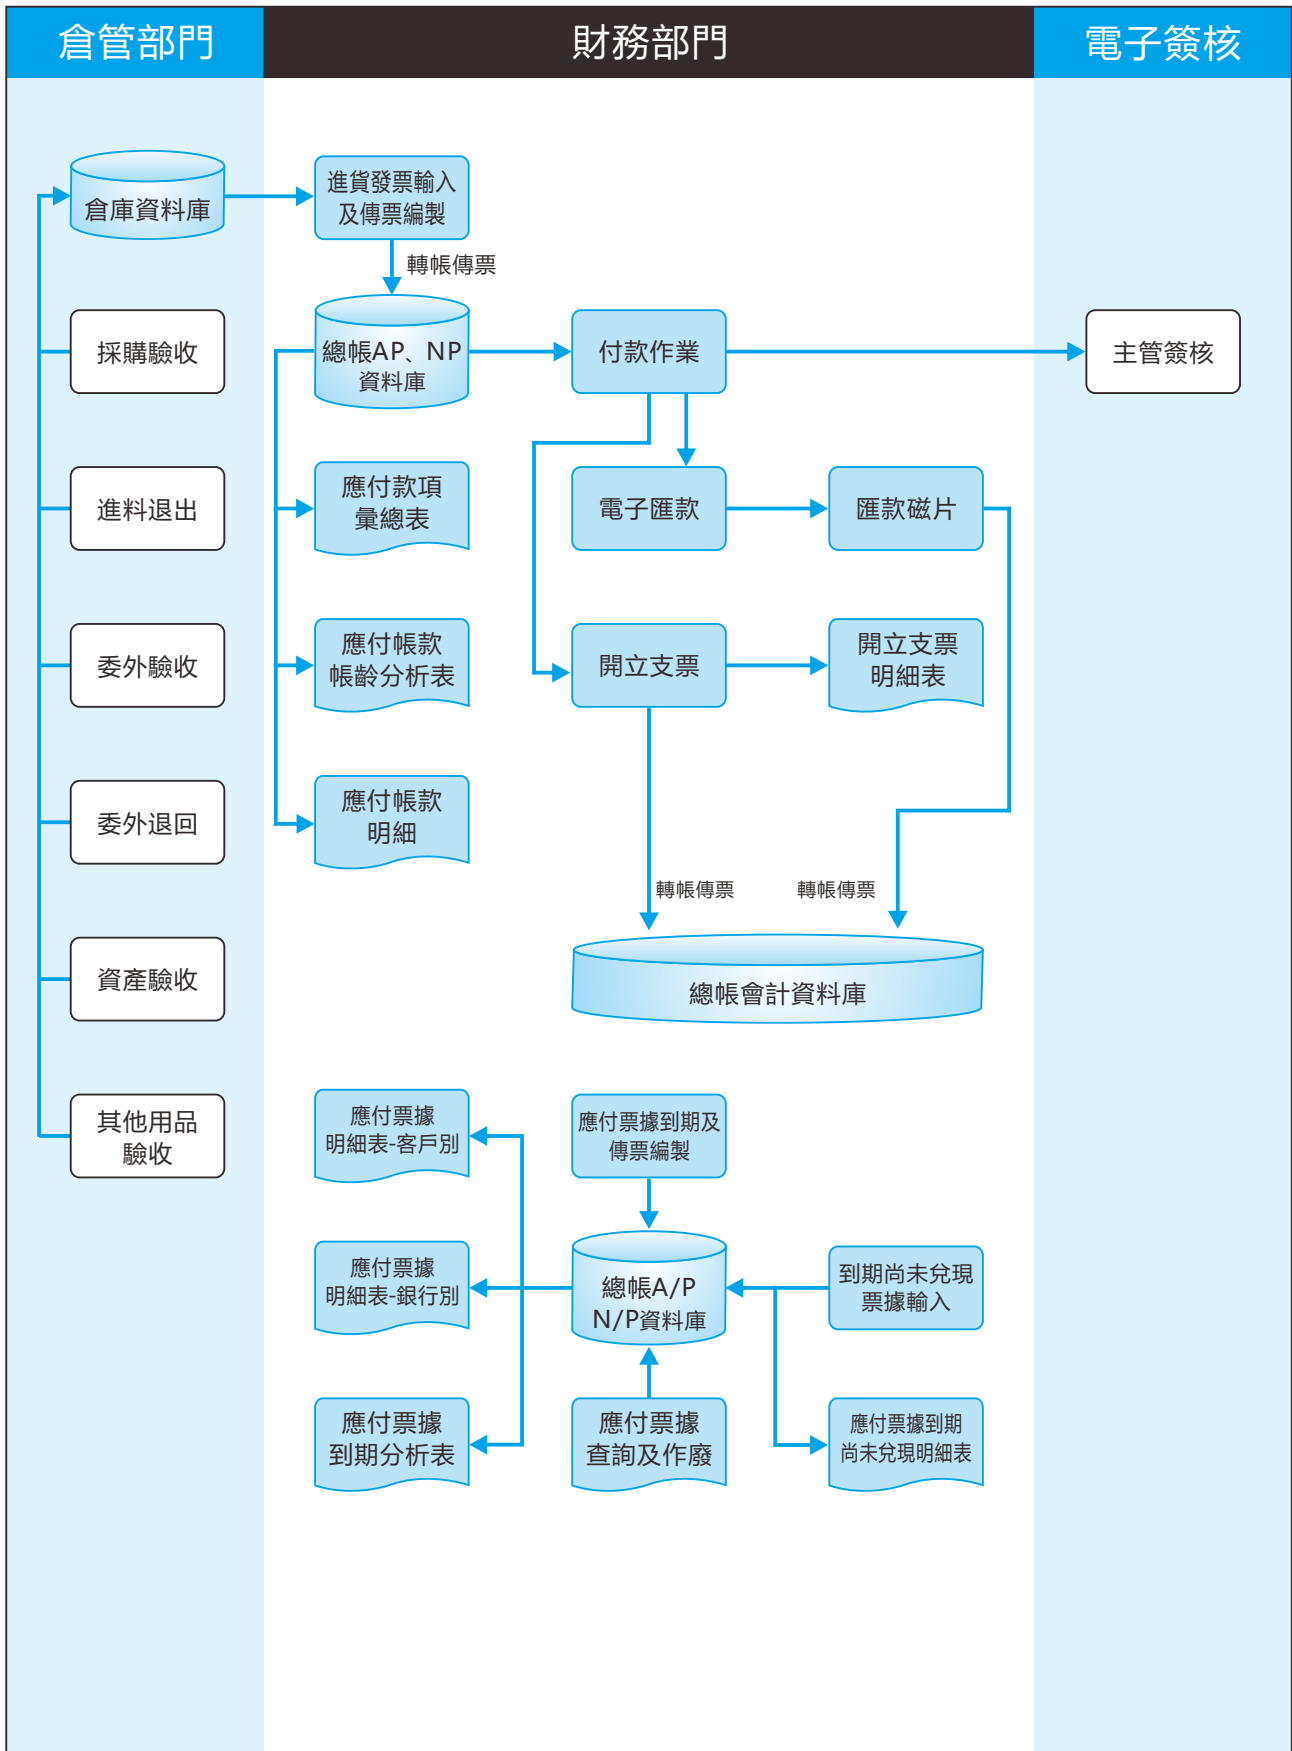 倉管部門
財務部門
電子簽核
倉庫資料庫
進貨發票輸入
及傳票編製
轉帳傳票
採購驗收
總帳AP、NP
資料庫
付款作業
主管簽核
進料退出
應付款項
彙總表
電子匯款
匯款磁片
委外驗收
應付帳款
帳齡分析表
開立支票
開立支票
明細表
委外退回
應付帳款
明細
轉帳傳票
轉帳傳票
資產驗收
總帳會計資料庫
其他用品
驗收
應付票據
明細表-客戶別
應付票據到期及
傳票編製
應付票據
明細表-銀行別
總帳A/P
N/P資料庫
到期尚未兌現
票據輸入
應付票據
到期分析表
應付票據
查詢及作廢
應付票據到期
尚未兌現明細表